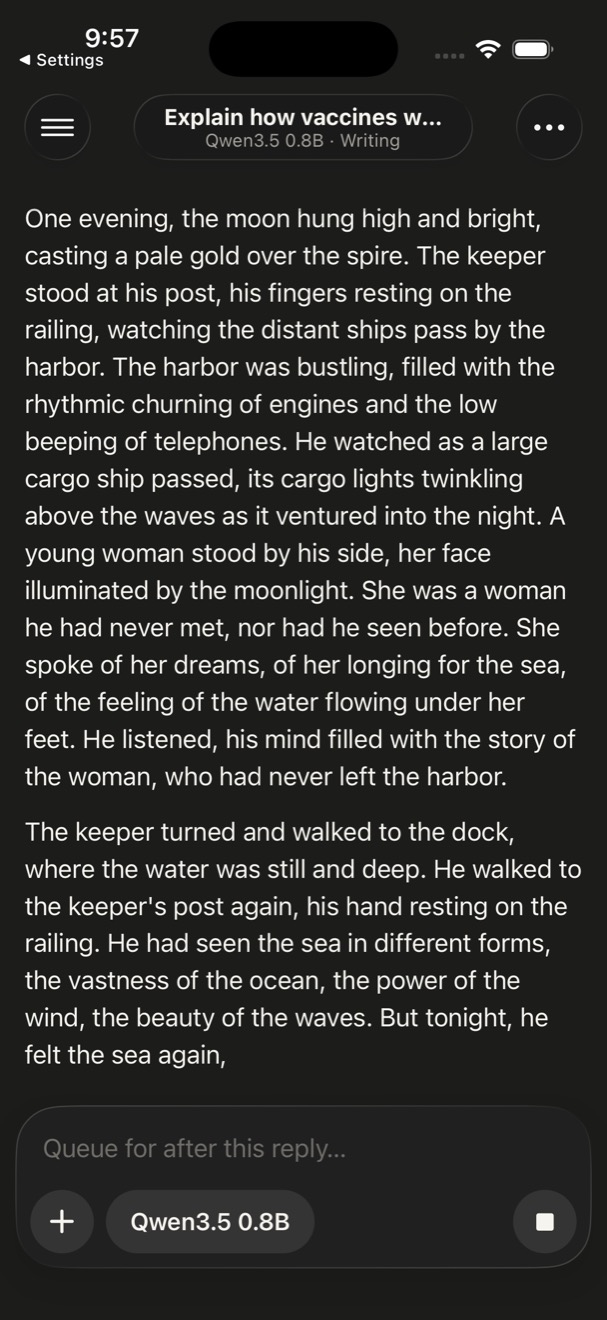 9:57
◀ Settings
Explain how vaccines w...
Qwen3.5 0.8B · Writing
One evening, the moon hung high and bright,
casting a pale gold over the spire. The keeper
stood at his post, his fingers resting on the
railing, watching the distant ships pass by the
harbor. The harbor was bustling, filled with the
rhythmic churning of engines and the low
beeping of telephones. He watched as a large
cargo ship passed, its cargo lights twinkling
above the waves as it ventured into the night. A
young woman stood by his side, her face
illuminated by the moonlight. She was a woman
he had never met, nor had he seen before. She
spoke of her dreams, of her longing for the sea,
of the feeling of the water flowing under her
feet. He listened, his mind filled with the story of
the woman, who had never left the harbor.
The keeper turned and walked to the dock,
where the water was still and deep. He walked to
the keeper's post again, his hand resting on the
railing. He had seen the sea in different forms,
the vastness of the ocean, the power of the
wind, the beauty of the waves. But tonight, he
felt the sea again,
Queue for after this reply...
Qwen3.5 0.8B